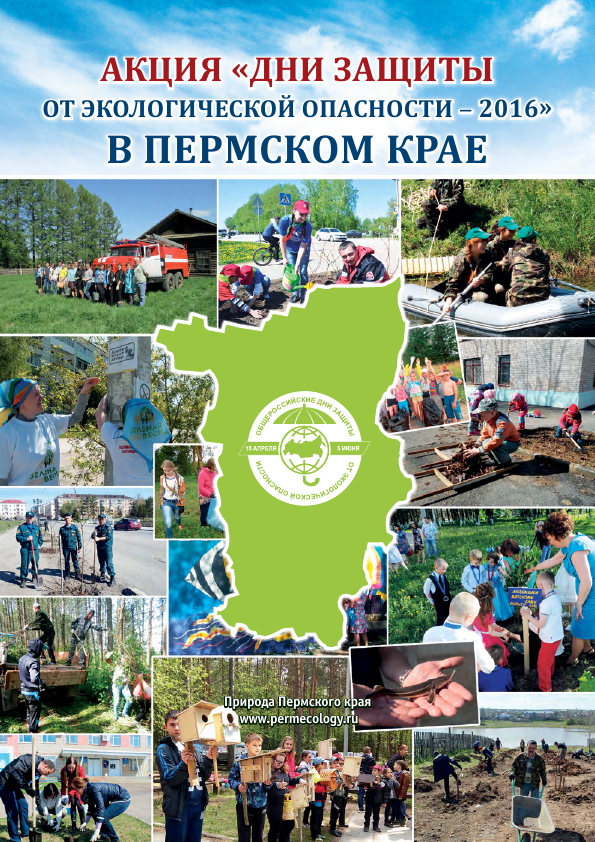 АКЦИЯ «ДНИ ЗАЩИТЫ
ОТ ЭКОЛОГИЧЕСКОЙ ОПАСНОСТИ – 2016»
В ПЕРМСКОМ КРАЕ
ОБЩЕРОССИЙСКИЕ ДНИ ЗАЩИТЫ
15 АПРЕЛЯ
5 ИЮНЯ
ОТ ЭКОЛОГИЧЕСКОЙ ОПАСНОСТИ
Природа Пермского края
www.permecology.ru